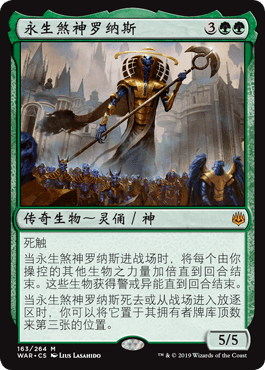 永生煞神罗纳斯 3
传奇生物～灵俑／神
死触
当永生煞神罗纳斯进战场时，将每个由你
操控的其他生物之力量加倍直到回合结
束。这些生物获得警戒异能直到回合结束。
当永生煞神罗纳斯死去或从战场进入放逐
区时，你可以将它置于其拥有者牌库顶数
来第三张的位置。
5/5
163/264 M
WAR • CS LIUS LASAHIDO
™ & © 2019 Wizards of the Coast